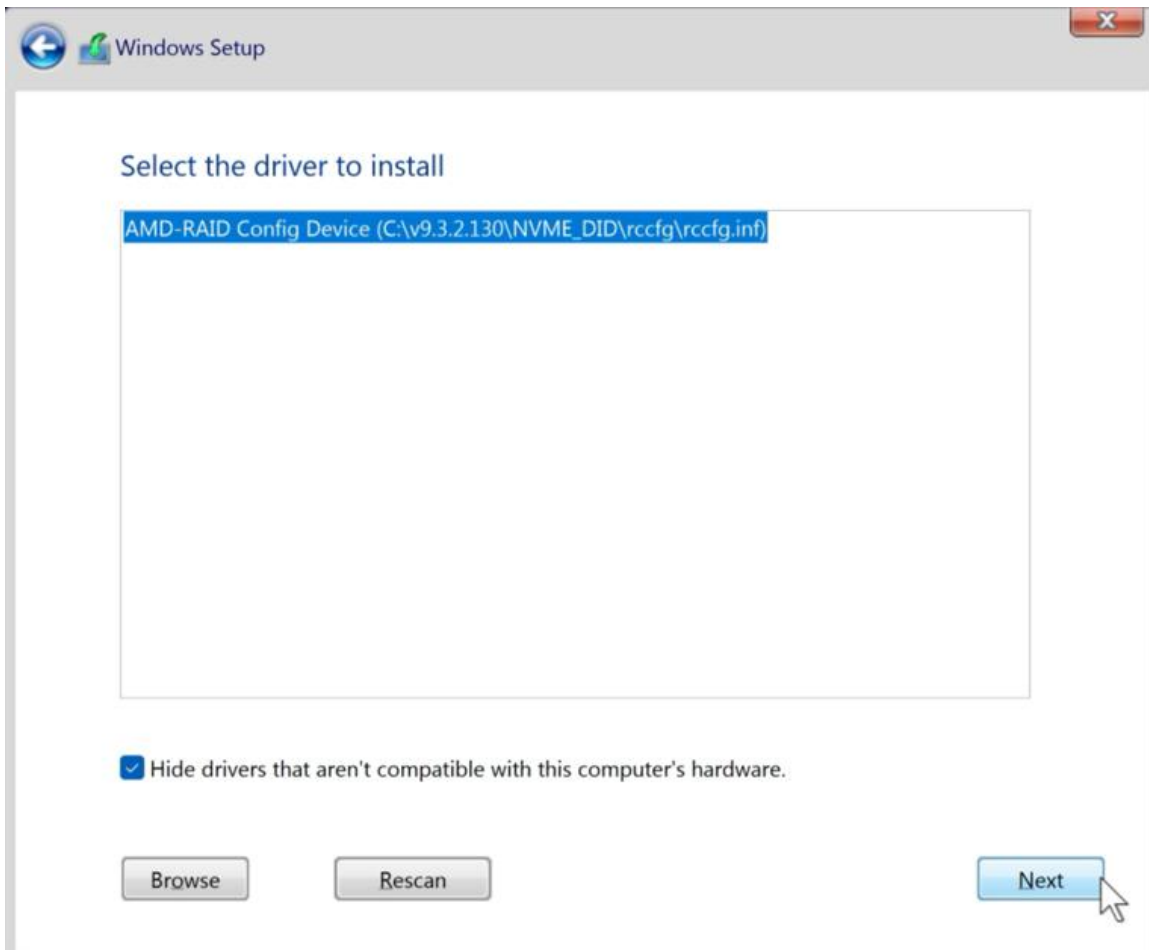 Windows Setup
Select the driver to install
AMD-RAID Config Device (C:\v9.3.2.130\NVME_DID\rccfg\rccfg.inf)
Hide drivers that aren't compatible with this computer's hardware.
Browse
Rescan
Next